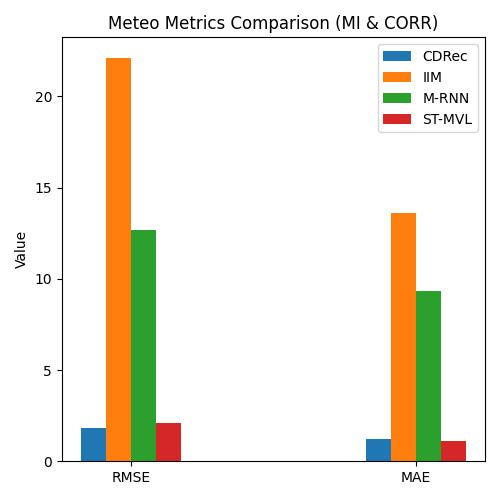 Meteo Metrics Comparison (MI & CORR)
CDRec
IIM
M-RNN
ST-MVL
Value
20
15
10
5
0
RMSE
MAE